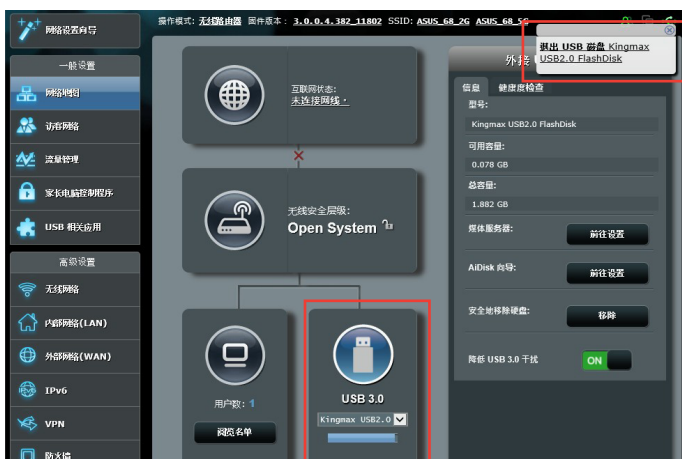 网络设置向导
操作模式: 无线路由器 固件版本: 3.0.0.4.382_11802 SSID: ASUS_68_2G ASUS_68_5G
退出 USB 磁盘 Kingmax
USB2.0 FlashDisk
一般设置
网络地图
访客网络
流量管理
家长电脑控制程序
USB 相关应用
高级设置
无线网络
内部网络(LAN)
外部网络(WAN)
IPv6
VPN
防火墙
互联网状态:
未连接网线。
无线安全层级:
Open System
用户数: 1
阅览名单
USB 3.0
Kingmax USB2.0
外接
信息
健康度检查
型号:
Kingmax USB2.0 FlashDisk
可用容量:
0.078 GB
总容量:
1.882 GB
媒体服务器:
前往设置
AiDisk 向导:
前往设置
安全地移除硬盘:
移除
降低 USB 3.0 干扰
ON